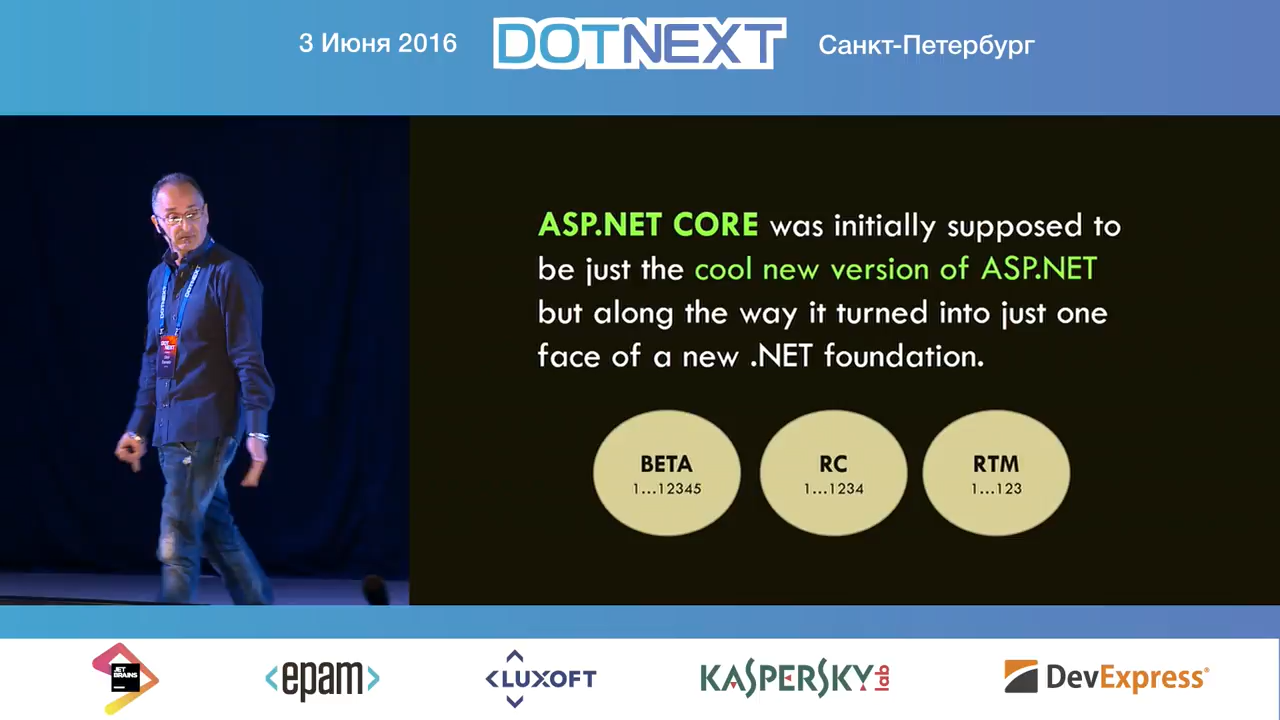 3 Июня 2016
DOTNEXT
Санкт-Петербург
ASP.NET CORE was initially supposed to
be just the cool new version of ASP.NET
but along the way it turned into just one
face of a new .NET foundation.
BETA
1...12345
RC
1...1234
RTM
1...123
JET
BRAINS
<epam>
<LUXOFT
KASPERSKY lab
DevExpress